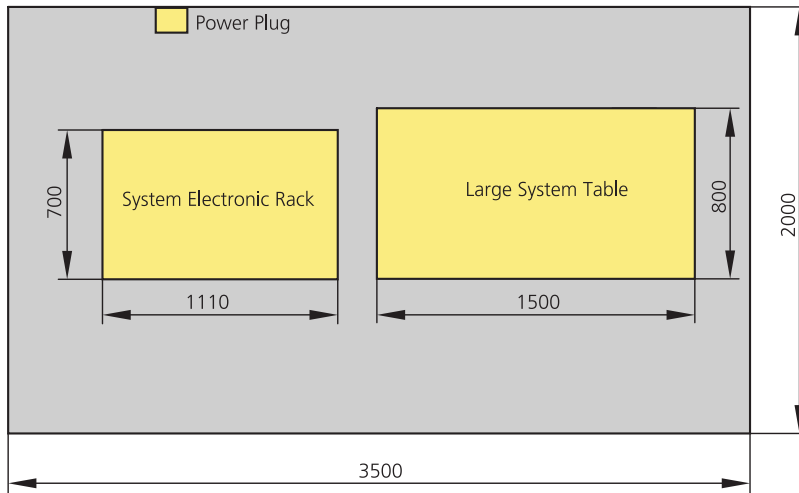 Power Plug
System Electronic Rack
Large System Table
700
800
2000
1110
1500
3500